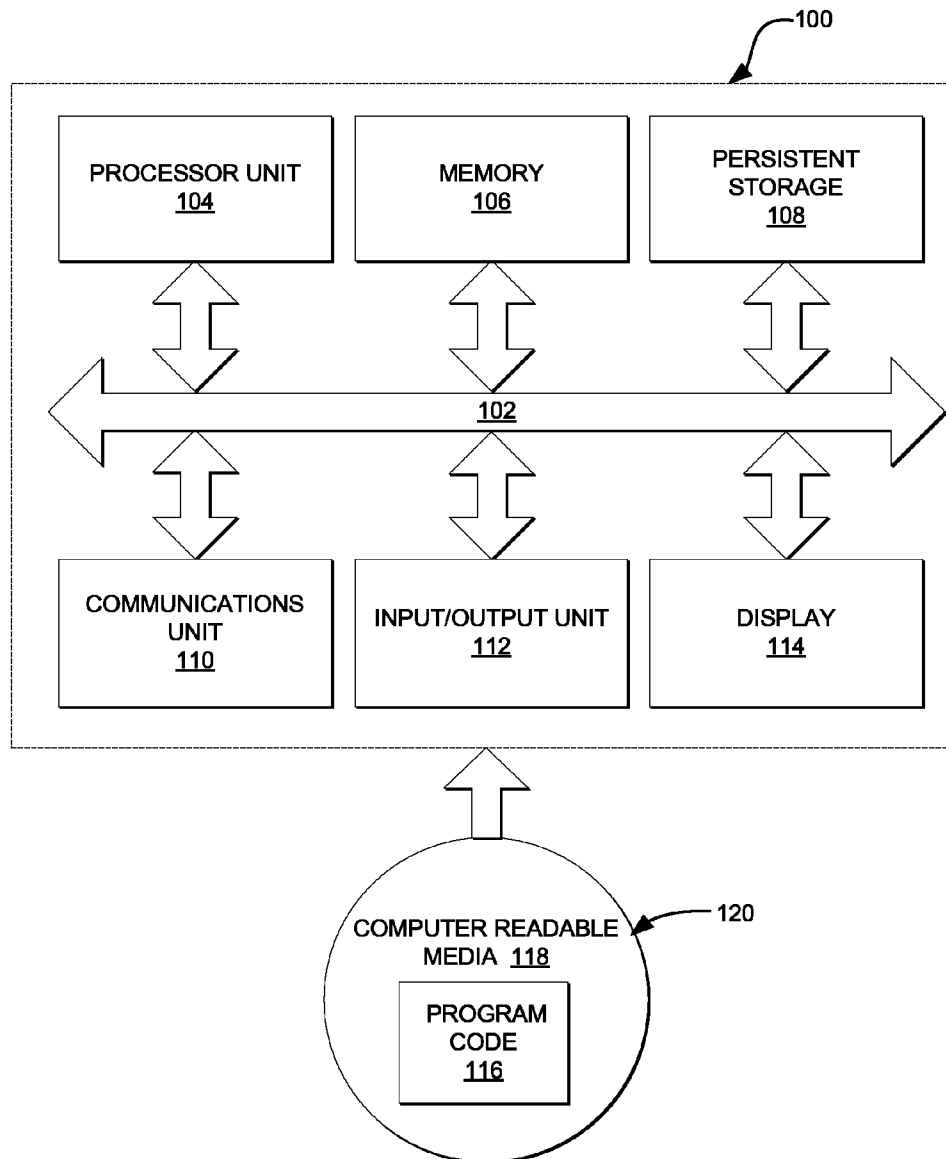 100
PROCESSOR UNIT
104
MEMORY
106
PERSISTENT
STORAGE
108
102
COMMUNICATIONS
UNIT
110
INPUT/OUTPUT UNIT
112
DISPLAY
114
120
COMPUTER READABLE
MEDIA 118
PROGRAM
CODE
116